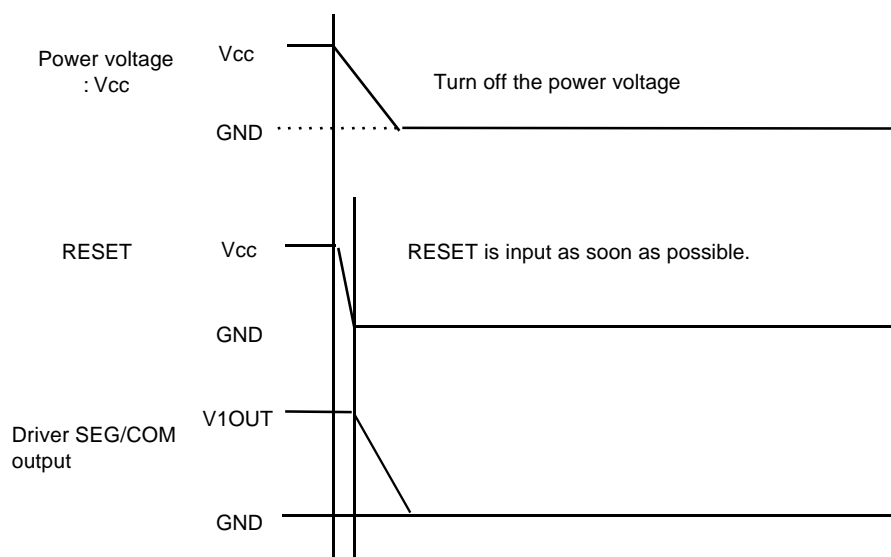 Power voltage
: Vcc
Vcc
Turn off the power voltage
GND
RESET
Vcc
RESET is input as soon as possible.
GND
Driver SEG/COM
output
V1OUT
GND